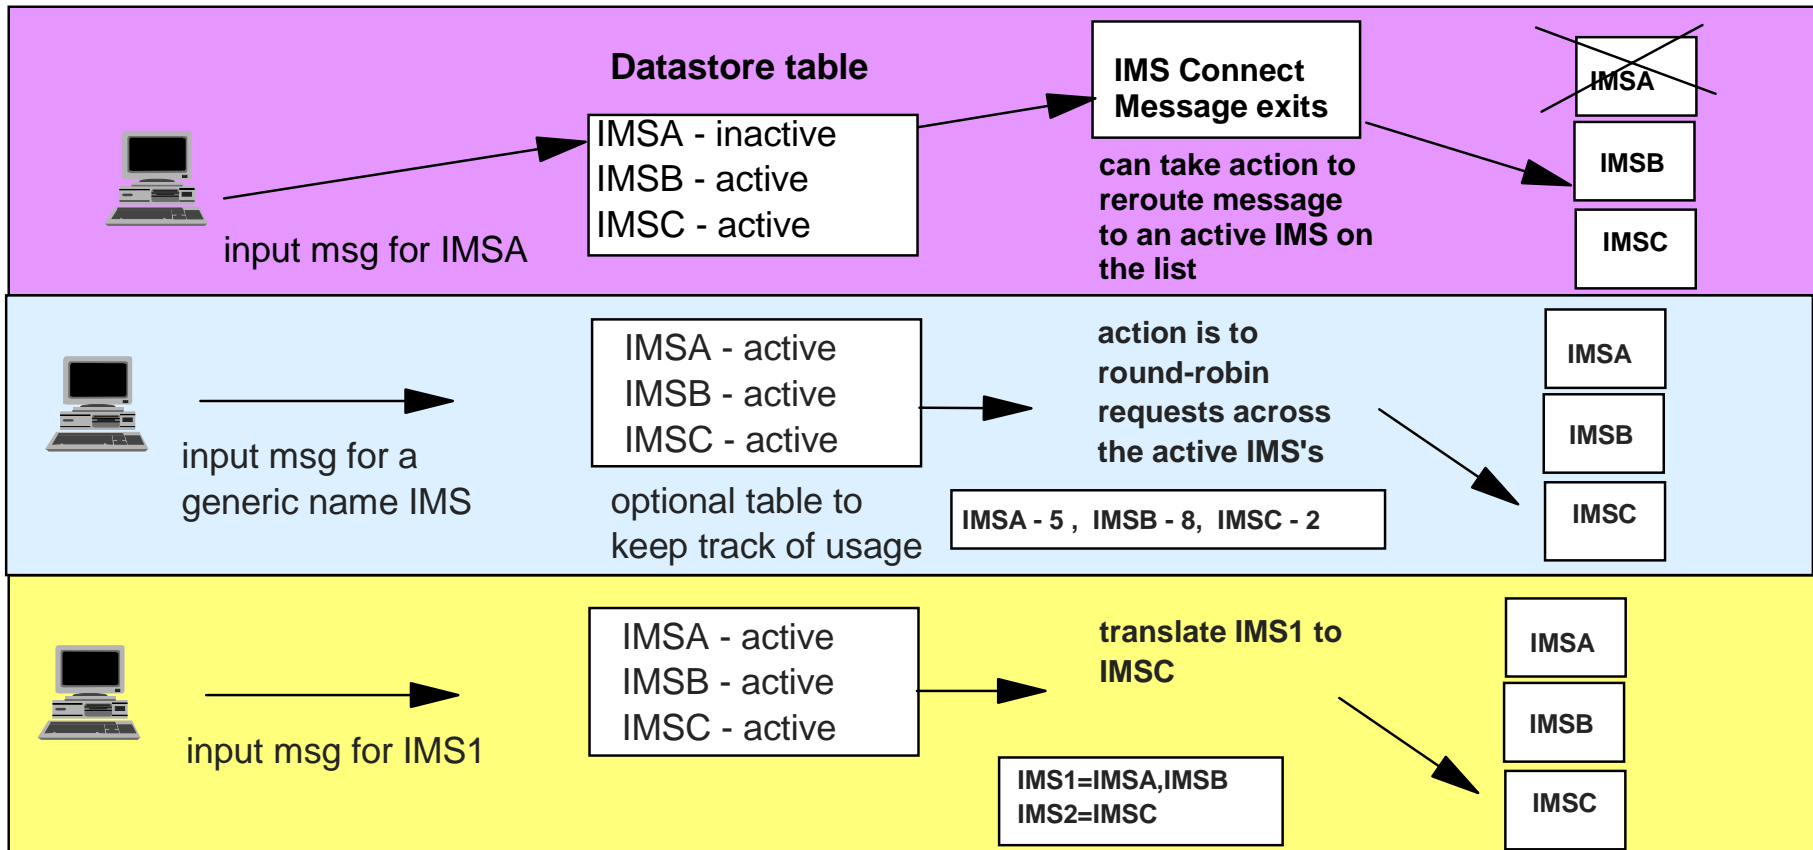 Datastore table
IMSA - inactive
IMSB - active
IMSC - active
input msg for IMSA
IMS Connect
Message exits
can take action to
reroute message
to an active IMS on
the list
IMSA
IMSB
IMSC
input msg for a
generic name IMS
IMSA - active
IMSB - active
IMSC - active
optional table to
keep track of usage
action is to
round-robin
requests across
the active IMS's
IMSA - 5 , IMSB - 8, IMSC - 2
IMSA
IMSB
IMSC
input msg for IMS1
IMSA - active
IMSB - active
IMSC - active
translate IMS1 to
IMSC
IMS1=IMSA,IMSB
IMS2=IMSC
IMSA
IMSB
IMSC